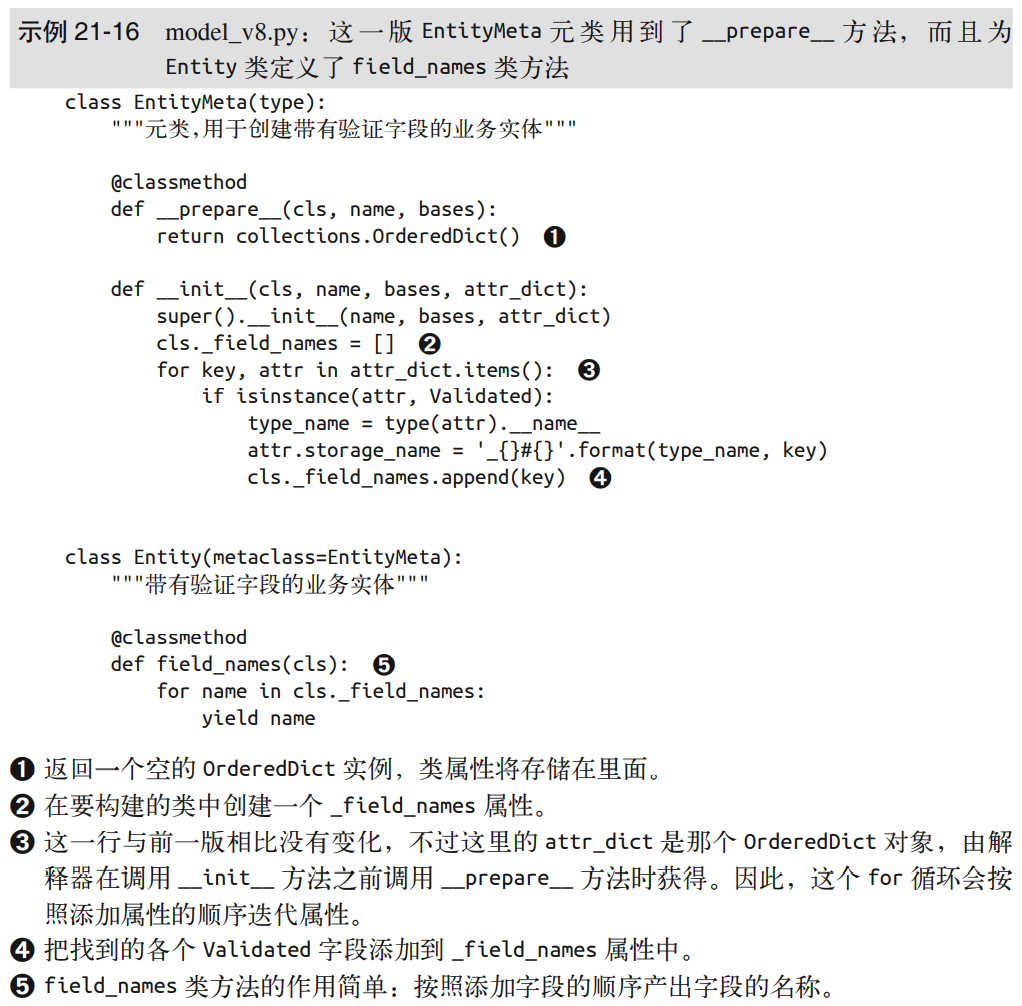 示例 21-16 model_v8.py：这一版 EntityMeta 元类用到了 __prepare__ 方法，而且为
Entity 类定义了 field_names 类方法
class EntityMeta(type):
    """元类,用于创建带有验证字段的业务实体"""

    @classmethod
    def __prepare__(cls, name, bases):
        return collections.OrderedDict() ❶

    def __init__(cls, name, bases, attr_dict):
        super().__init__(name, bases, attr_dict)
        cls._field_names = [] ❷
        for key, attr in attr_dict.items(): ❸
            if isinstance(attr, Validated):
                type_name = type(attr).__name__
                attr.storage_name = '_{}#{}'.format(type_name, key)
                cls._field_names.append(key) ❹

class Entity(metaclass=EntityMeta):
    """带有验证字段的业务实体"""

    @classmethod
    def field_names(cls): ❺
        for name in cls._field_names:
            yield name
❶ 返回一个空的 OrderedDict 实例，类属性将存储在里面。
❷ 在要构建的类中创建一个 _field_names 属性。
❸ 这一行与前一版相比没有变化，不过这里的 attr_dict 是那个 OrderedDict 对象，由解
释器在调用 __init__ 方法之前调用 __prepare__ 方法时获得。因此，这个 for 循环会按
照添加属性的顺序迭代属性。
❹ 把找到的各个 Validated 字段添加到 _field_names 属性中。
❺ field_names 类方法的作用简单：按照添加字段的顺序产出字段的名称。